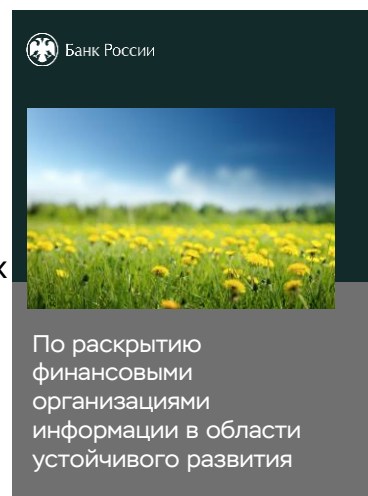 Банк России
к
По раскрытию
финансовыми
организациями
информации в области
устойчивого развития